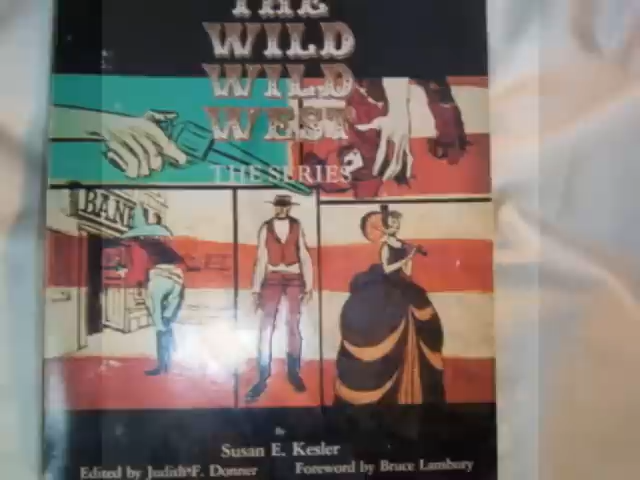 THE
WILD
WILD
WEST
THE SERIES
BANK
By
Susan E. Kesler
Edited by Judith F. Donner Foreword by Bruce Lansbury